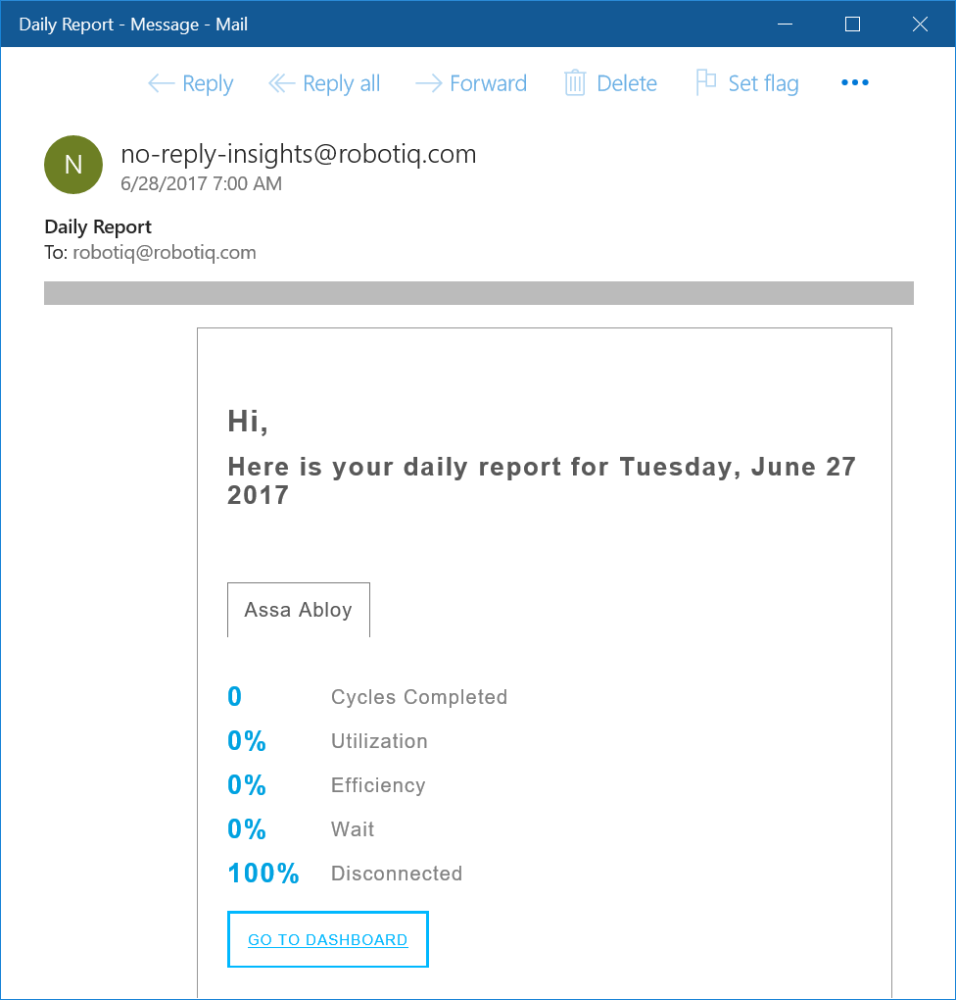 Daily Report - Message - Mail
Reply Reply all Forward Delete Set flag
N
no-reply-insights@robotiq.com
6/28/2017 7:00 AM
Daily Report
To: robotiq@robotiq.com
Hi,
Here is your daily report for Tuesday, June 27
2017
Assa Abloy
0 Cycles Completed
0% Utilization
0% Efficiency
0% Wait
100% Disconnected
GO TO DASHBOARD